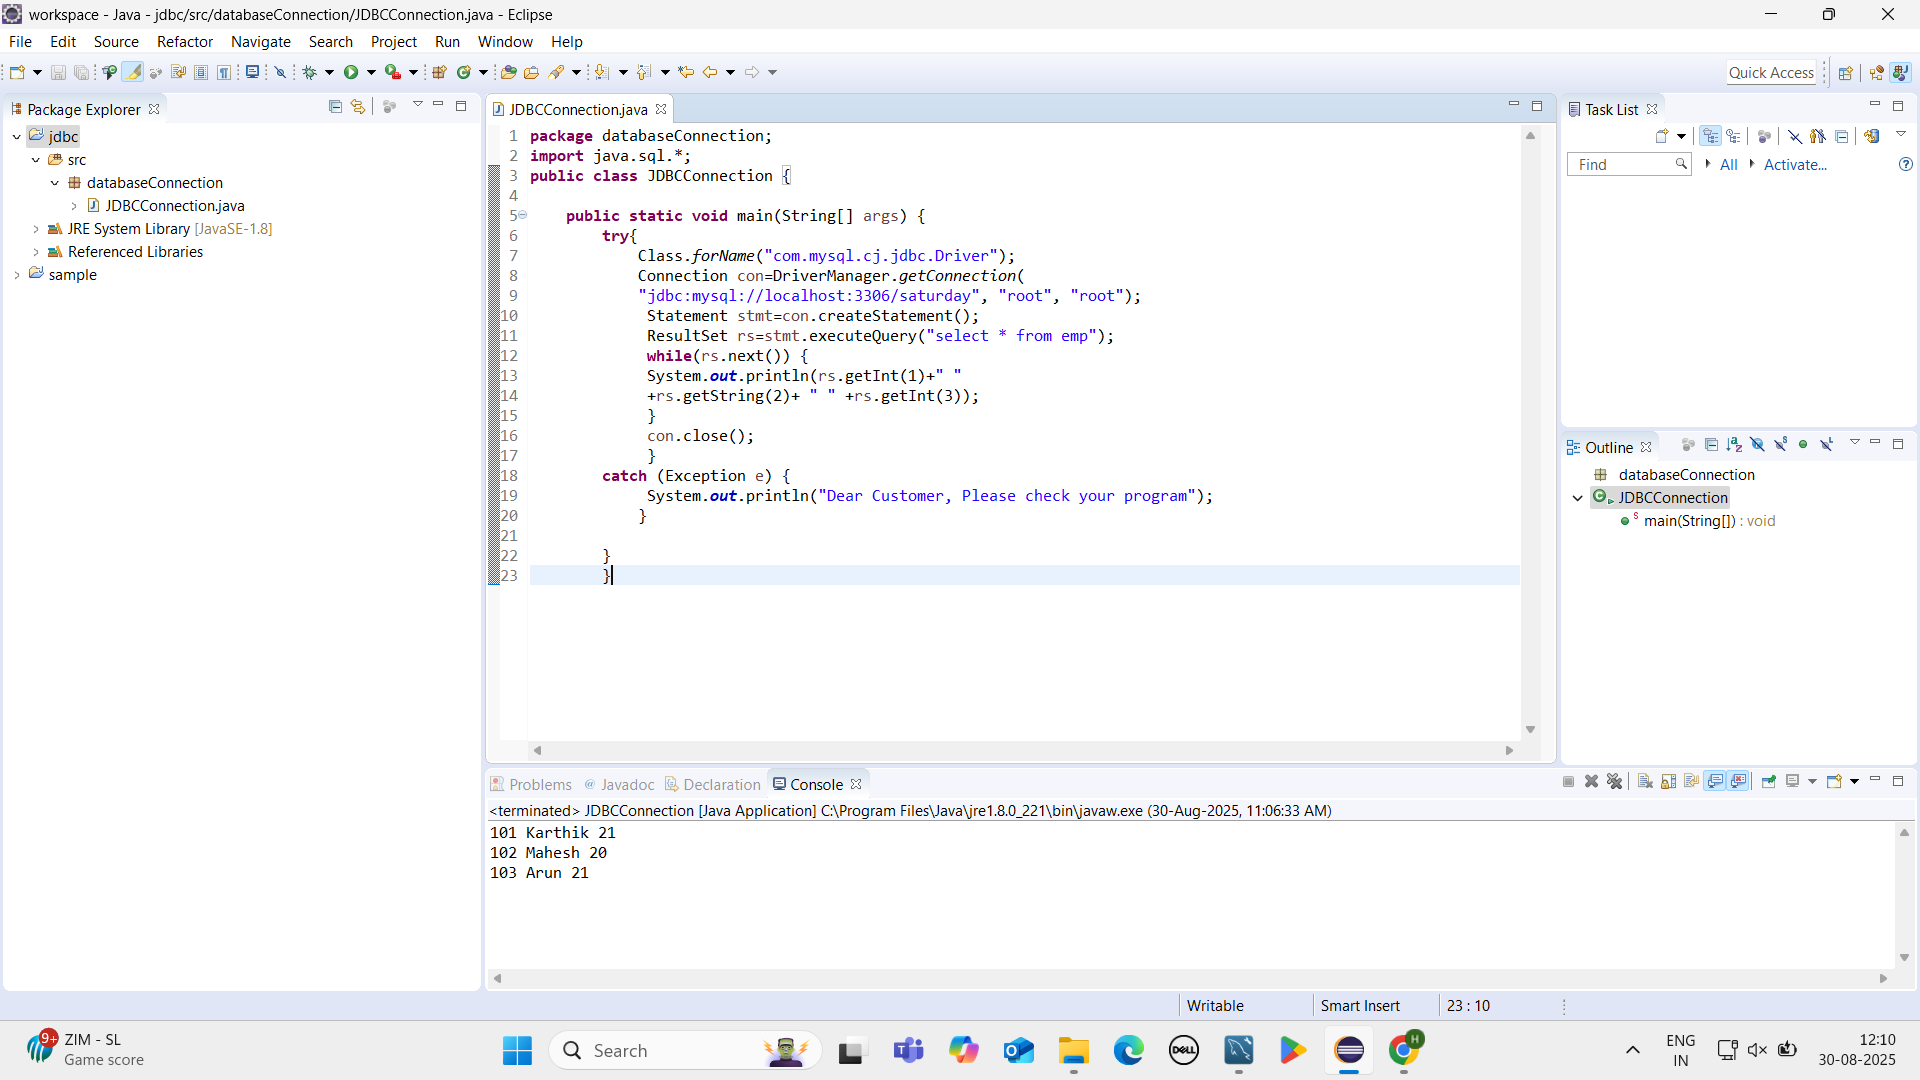 workspace - Java - jdbc/src/databaseConnection/JDBCConnection.java - Eclipse
File Edit Source Refactor Navigate Search Project Run Window Help
Quick Access
Package Explorer
jdbc
src
databaseConnection
JDBCConnection.java
JRE System Library [JavaSE-1.8]
Referenced Libraries
sample
JDBCConnection.java
1 package databaseConnection;
2 import java.sql.*;
3 public class JDBCConnection {
4
5 public static void main(String[] args) {
6 try{
7 Class.forName("com.mysql.cj.jdbc.Driver");
8 Connection con=DriverManager.getConnection(
9 "jdbc:mysql://localhost:3306/saturday", "root", "root");
10 Statement stmt=con.createStatement();
11 ResultSet rs=stmt.executeQuery("select * from emp");
12 while(rs.next()) {
13 System.out.println(rs.getInt(1)+" "
14 +rs.getString(2)+ " " +rs.getInt(3));
15 }
16 con.close();
17 }
18 catch (Exception e) {
19 System.out.println("Dear Customer, Please check your program");
20 }
21
22 }
23 }
Task List
Find All Activate...
Outline
databaseConnection
JDBCConnection
main(String[]) : void
Problems Javadoc Declaration Console
<terminated> JDBCConnection [Java Application] C:\Program Files\Java\jre1.8.0_221\bin\javaw.exe (30-Aug-2025, 11:06:33 AM)
101 Karthik 21
102 Mahesh 20
103 Arun 21
Writable Smart Insert 23 : 10
9+
ZIM - SL
Game score
Search
DELL
H
ENG
IN
12:10
30-08-2025